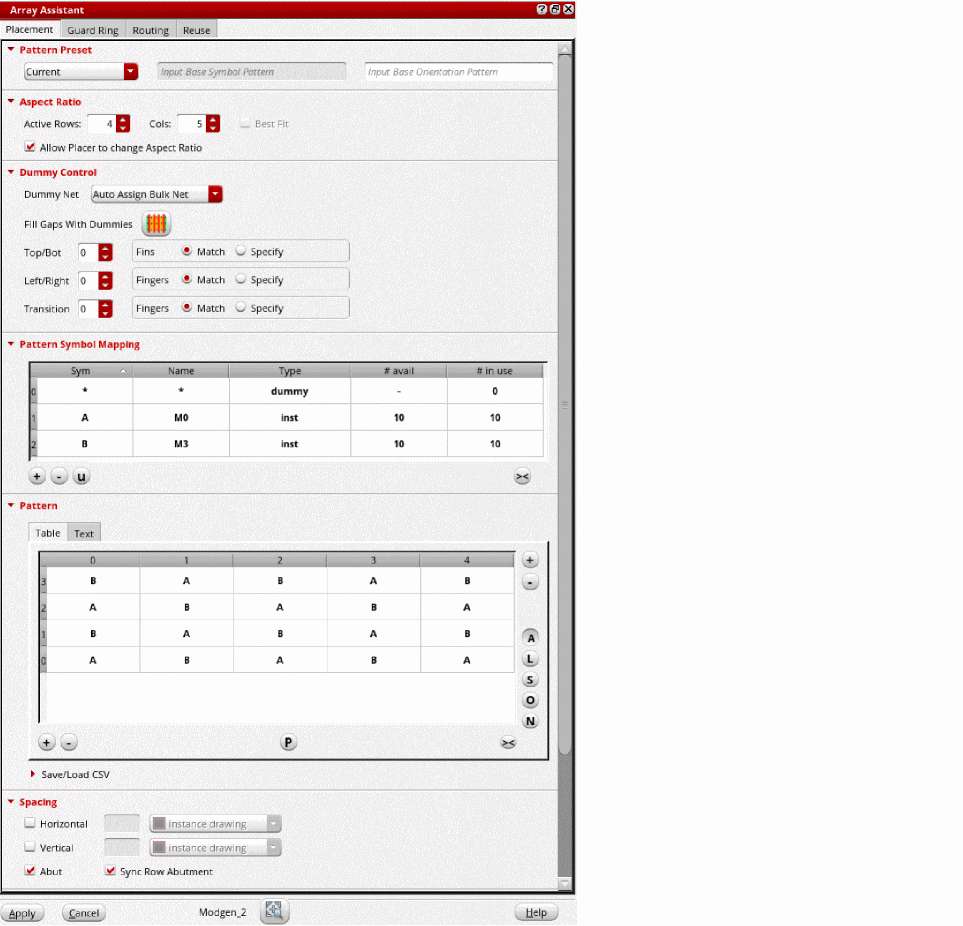 Array Assistant
Placement Guard Ring Routing Reuse
Pattern Preset
Current Input Base Symbol Pattern Input Base Orientation Pattern
Aspect Ratio
Active Rows: 4 Cols: 5 Best Fit
Allow Placer to change Aspect Ratio
Dummy Control
Dummy Net Auto Assign Bulk Net
Fill Gaps With Dummies
Top/Bot 0 Fins Match Specify
Left/Right 0 Fingers Match Specify
Transition 0 Fingers Match Specify
Pattern Symbol Mapping
Sym Name Type # avail # in use
0 * * dummy - 0
1 A M0 inst 10 10
2 B M3 inst 10 10
+ - u ><
Pattern
Table Text
0 1 2 3 4 +
3 B A B A B -
2 A B A B A
1 B A B A B A
0 A B A B A L
S
O
N
+ - P ><
Save/Load CSV
Spacing
Horizontal instance drawing
Vertical instance drawing
Abut Sync Row Abutment
Apply Cancel Modgen_2 Help